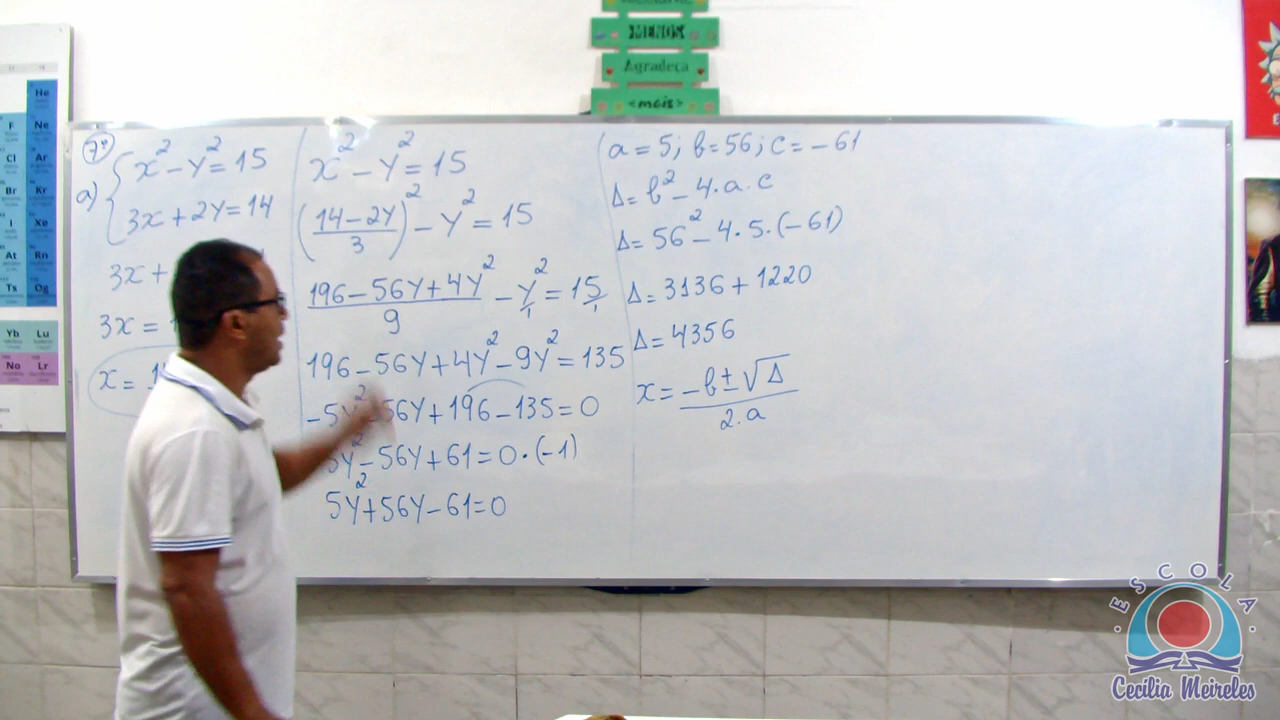 MENOS
Agradeça
<mais>
He
F Ne
Cl Ar
Br Kr
I Xe
At Rn
Ts Og
Yb Lu
No Lr
7º
a) x² - y² = 15
3x + 2y = 14
3x +
3x = 1
x = 1
x² - y² = 15
(14 - 2y / 3)² - y² = 15
196 - 56y + 4y² / 9 - y²/1 = 15/1
196 - 56y + 4y² - 9y² = 135
-5y² - 56y + 196 - 135 = 0
5y² - 56y + 61 = 0 · (-1)
5y² + 56y - 61 = 0
a = 5; b = 56; c = -61
Δ = b² - 4·a·c
Δ = 56² - 4·5·(-61)
Δ = 3136 + 1220
Δ = 4356
x = -b ± √Δ / 2·a
ESCOLA
Cecília Meireles